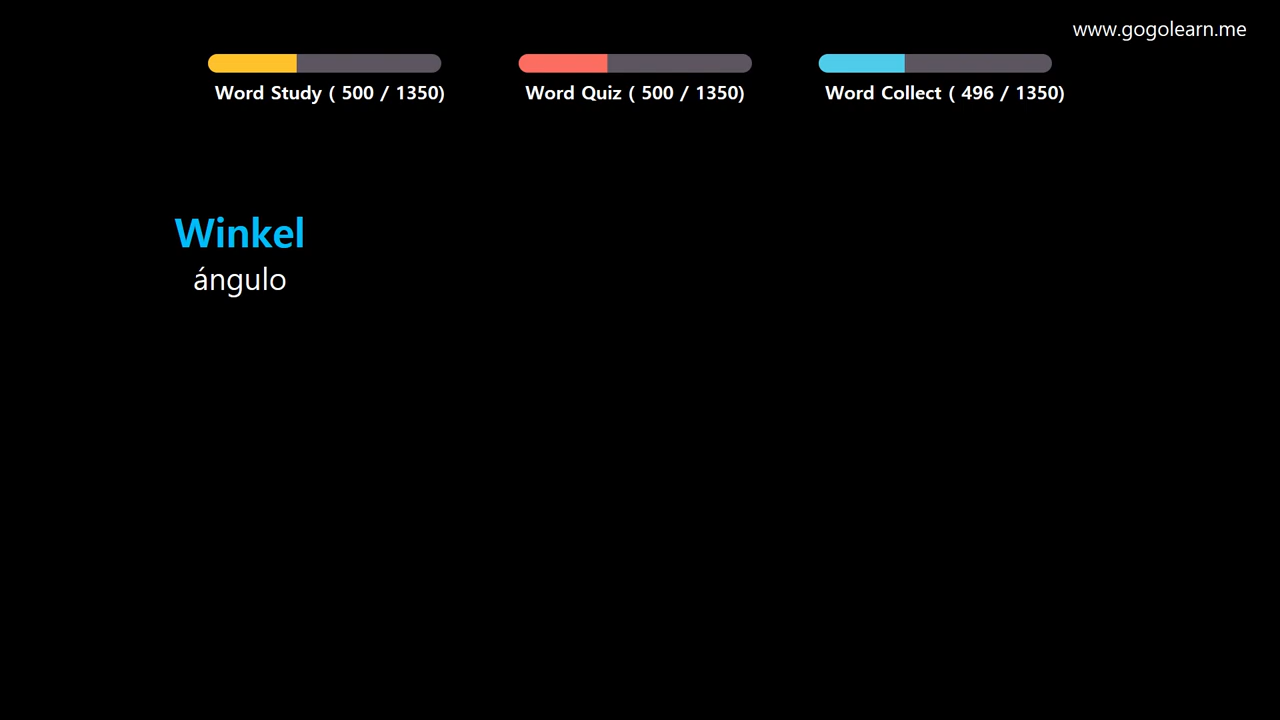 www.gogolearn.me
Word Study ( 500 / 1350)
Word Quiz ( 500 / 1350)
Word Collect ( 496 / 1350)
Winkel
ángulo